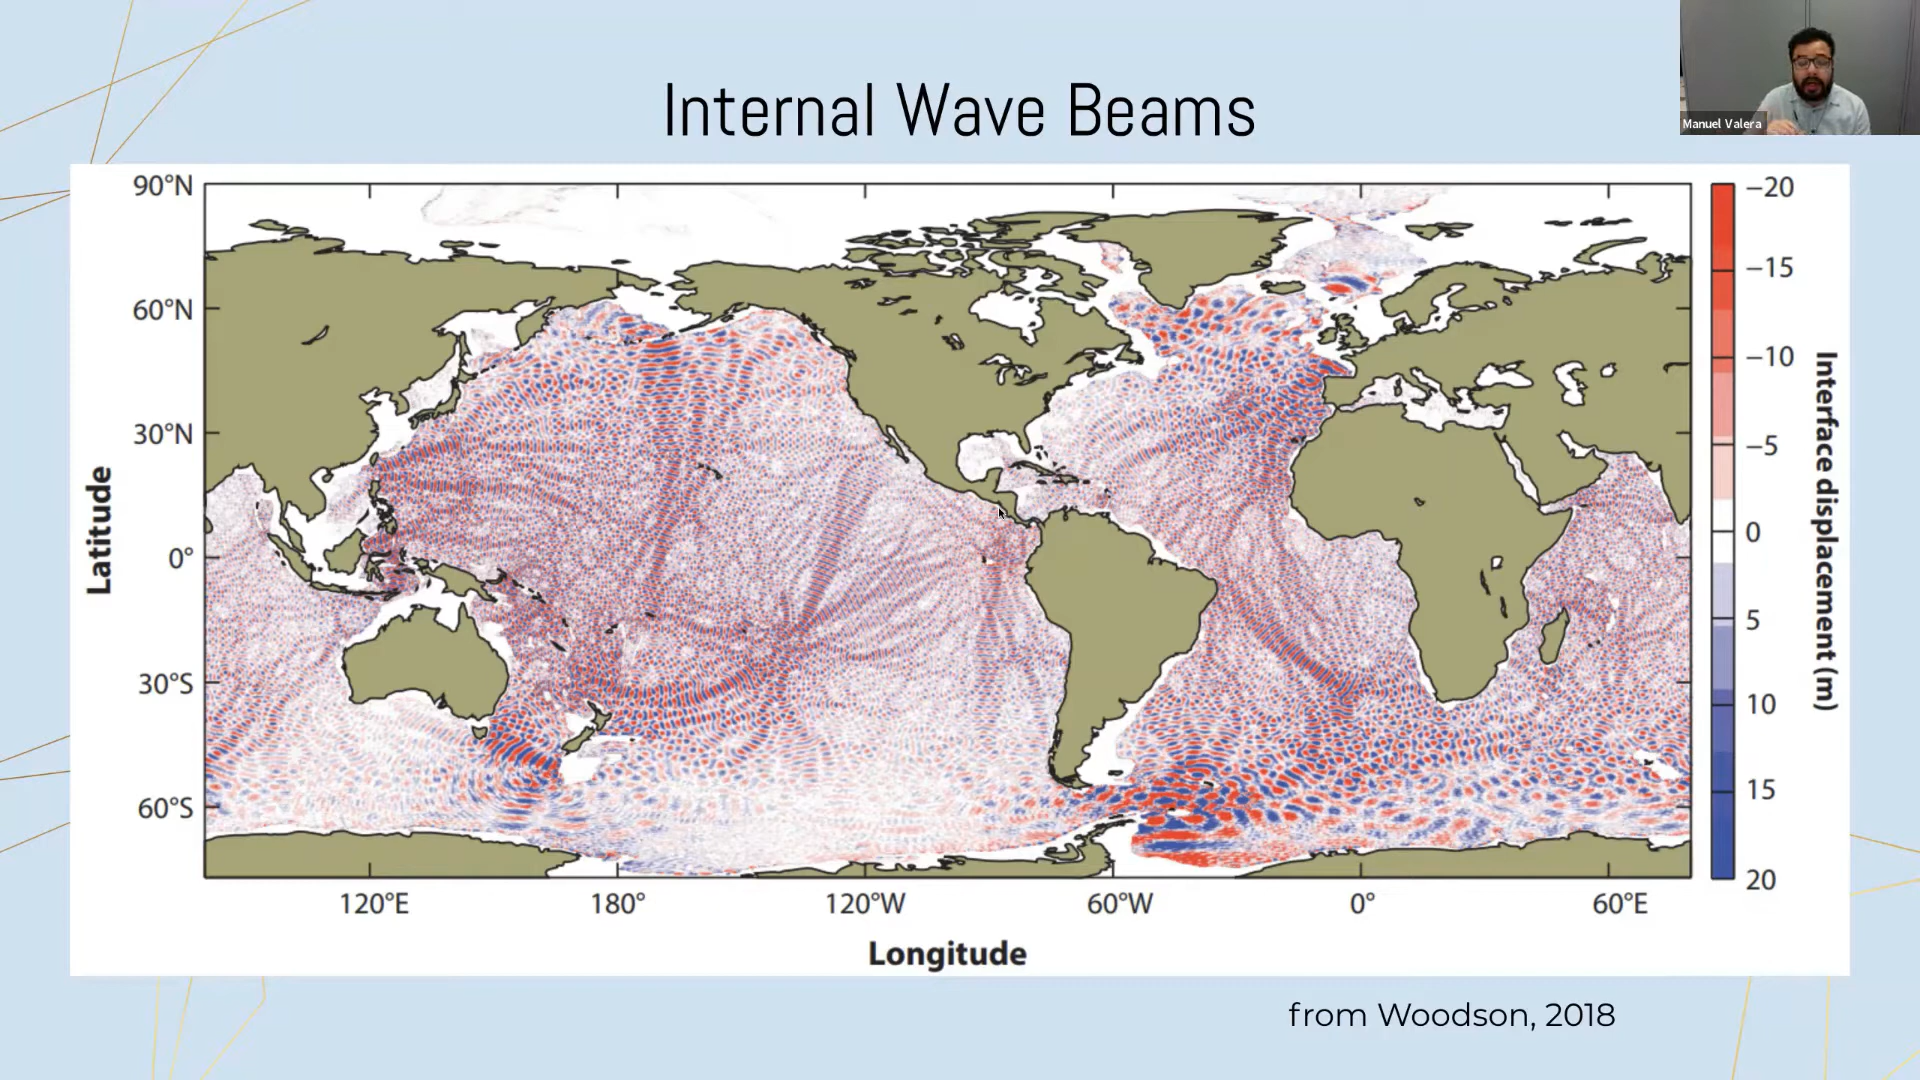 Internal Wave Beams
Manuel Valera
90°N
60°N
30°N
0°
30°S
60°S
Latitude
120°E
180°
120°W
60°W
0°
60°E
Longitude
−20
−15
−10
−5
0
5
10
15
20
Interface displacement (m)
from Woodson, 2018